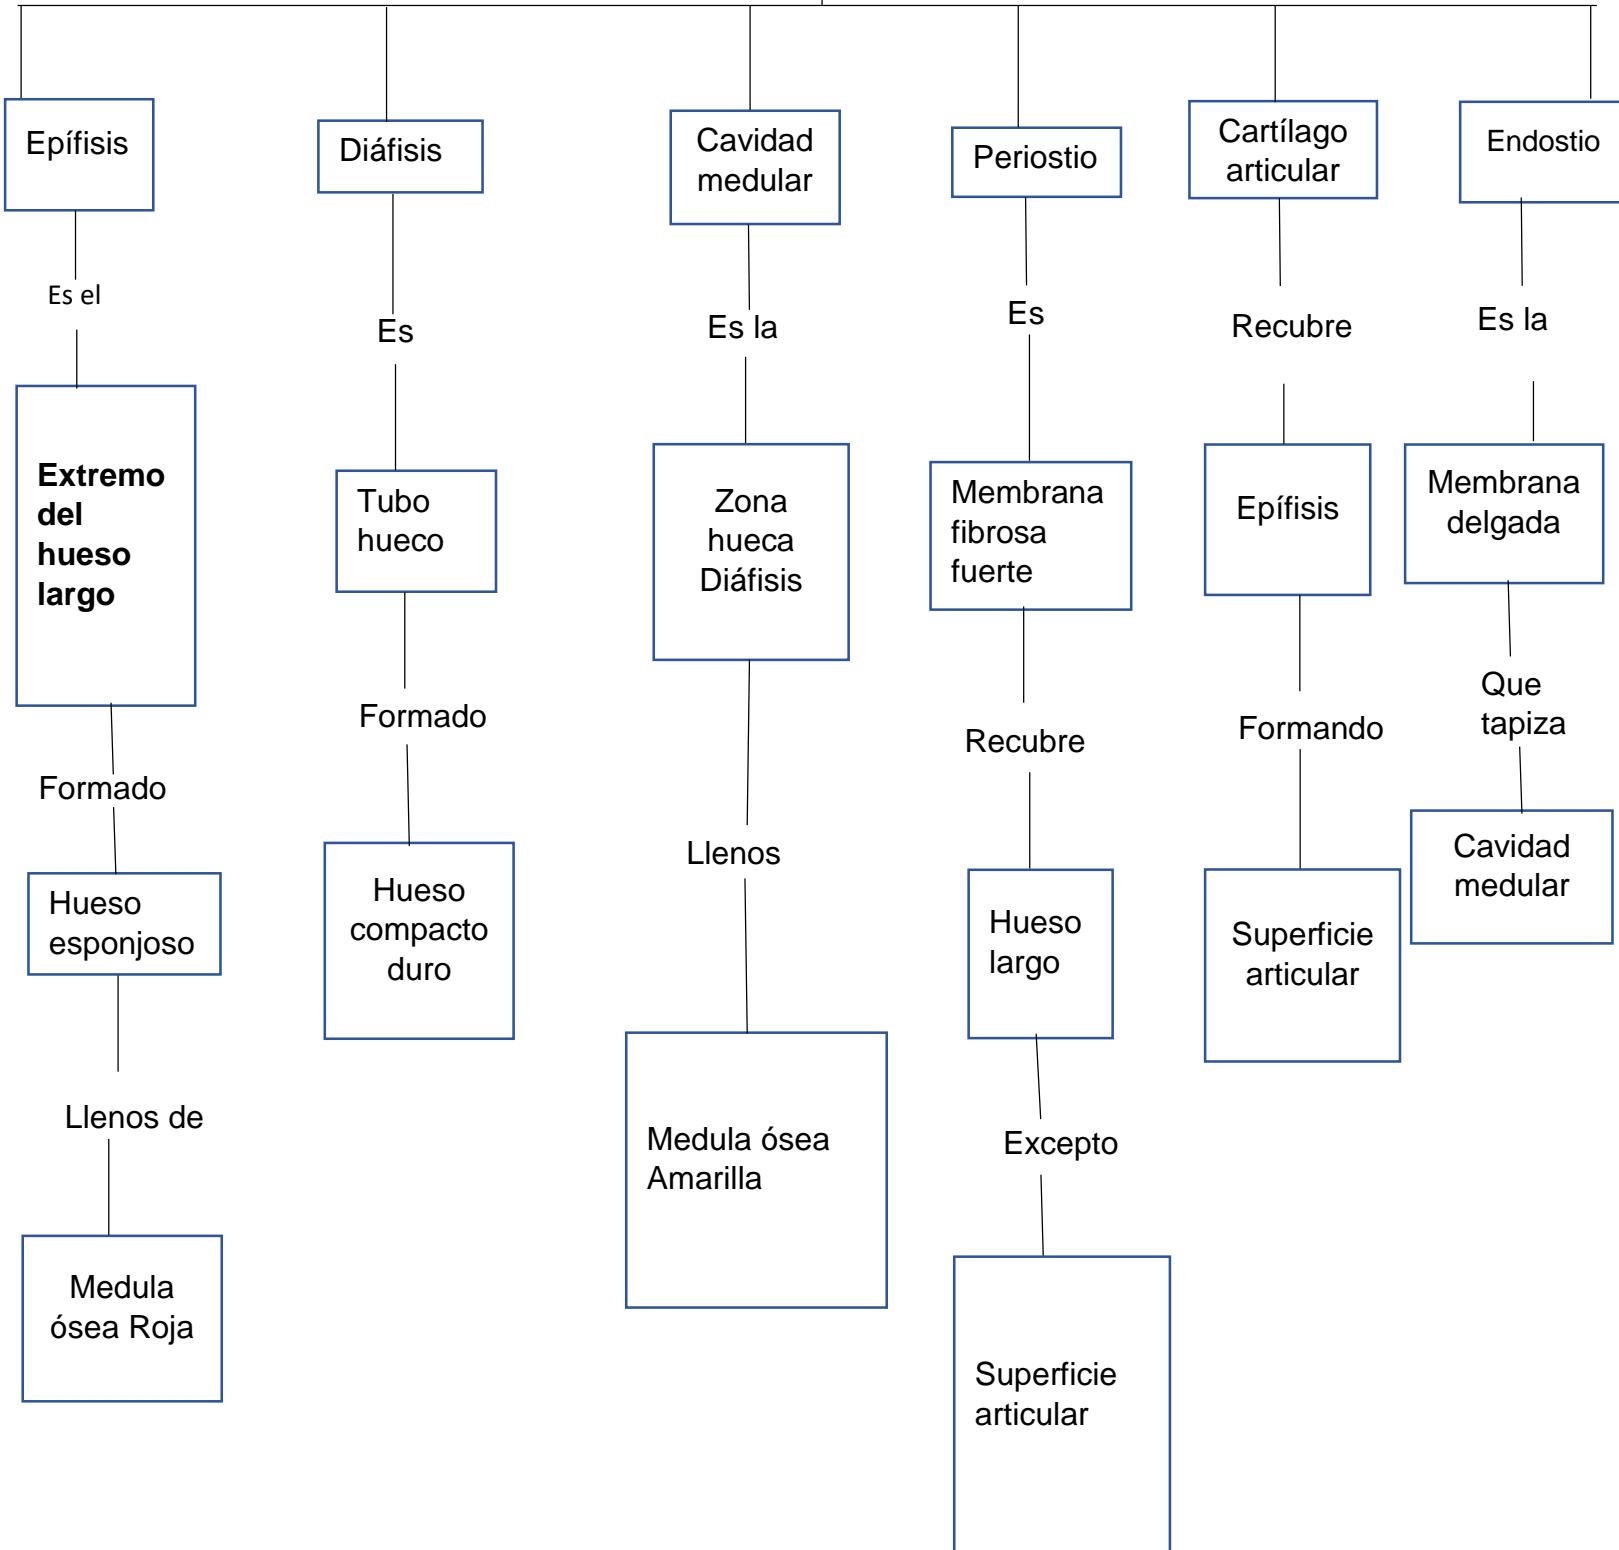 Epífisis
Es el
Extremo
del
hueso
largo
Formado
Hueso
esponjoso
Llenos de
Medula
ósea Roja
Diáfisis
Es
Tubo
hueco
Formado
Hueso
compacto
duro
Cavidad
medular
Es la
Zona
hueca
Diáfisis
Llenos
Medula ósea
Amarilla
Periostio
Es
Membrana
fibrosa
fuerte
Recubre
Hueso
largo
Excepto
Superficie
articular
Cartílago
articular
Recubre
Epífisis
Formando
Superficie
articular
Endostio
Es la
Membrana
delgada
Que
tapiza
Cavidad
medular